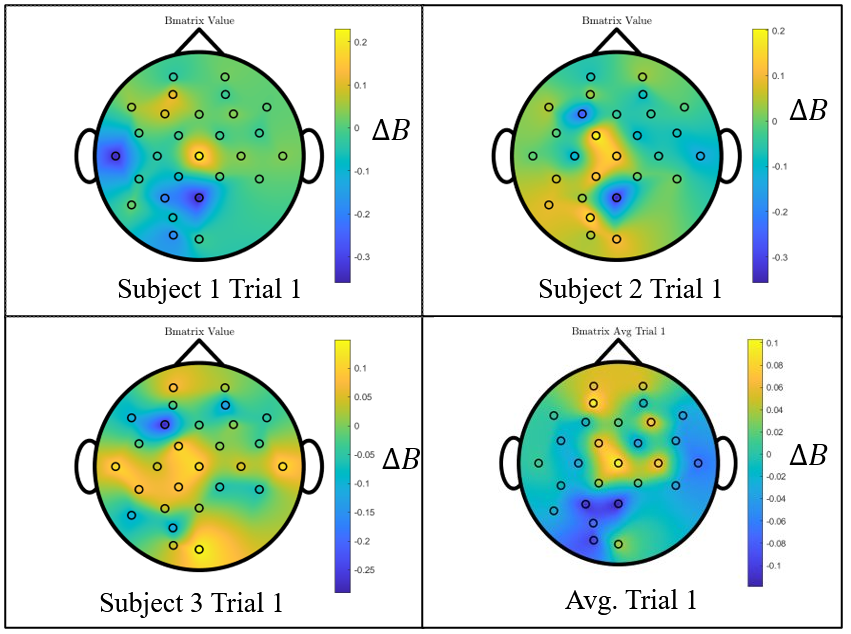 Bmatrix Value
0.2
0.1
0
-0.1
-0.2
-0.3
ΔB
Subject 1 Trial 1
Bmatrix Value
0.2
0.1
0
-0.1
-0.2
-0.3
ΔB
Subject 2 Trial 1
Bmatrix Value
0.1
0.05
0
-0.05
-0.1
-0.15
-0.2
-0.25
ΔB
Subject 3 Trial 1
Bmatrix Avg Trial 1
0.1
0.08
0.06
0.04
0.02
0
-0.02
-0.04
-0.06
-0.08
-0.1
ΔB
Avg. Trial 1